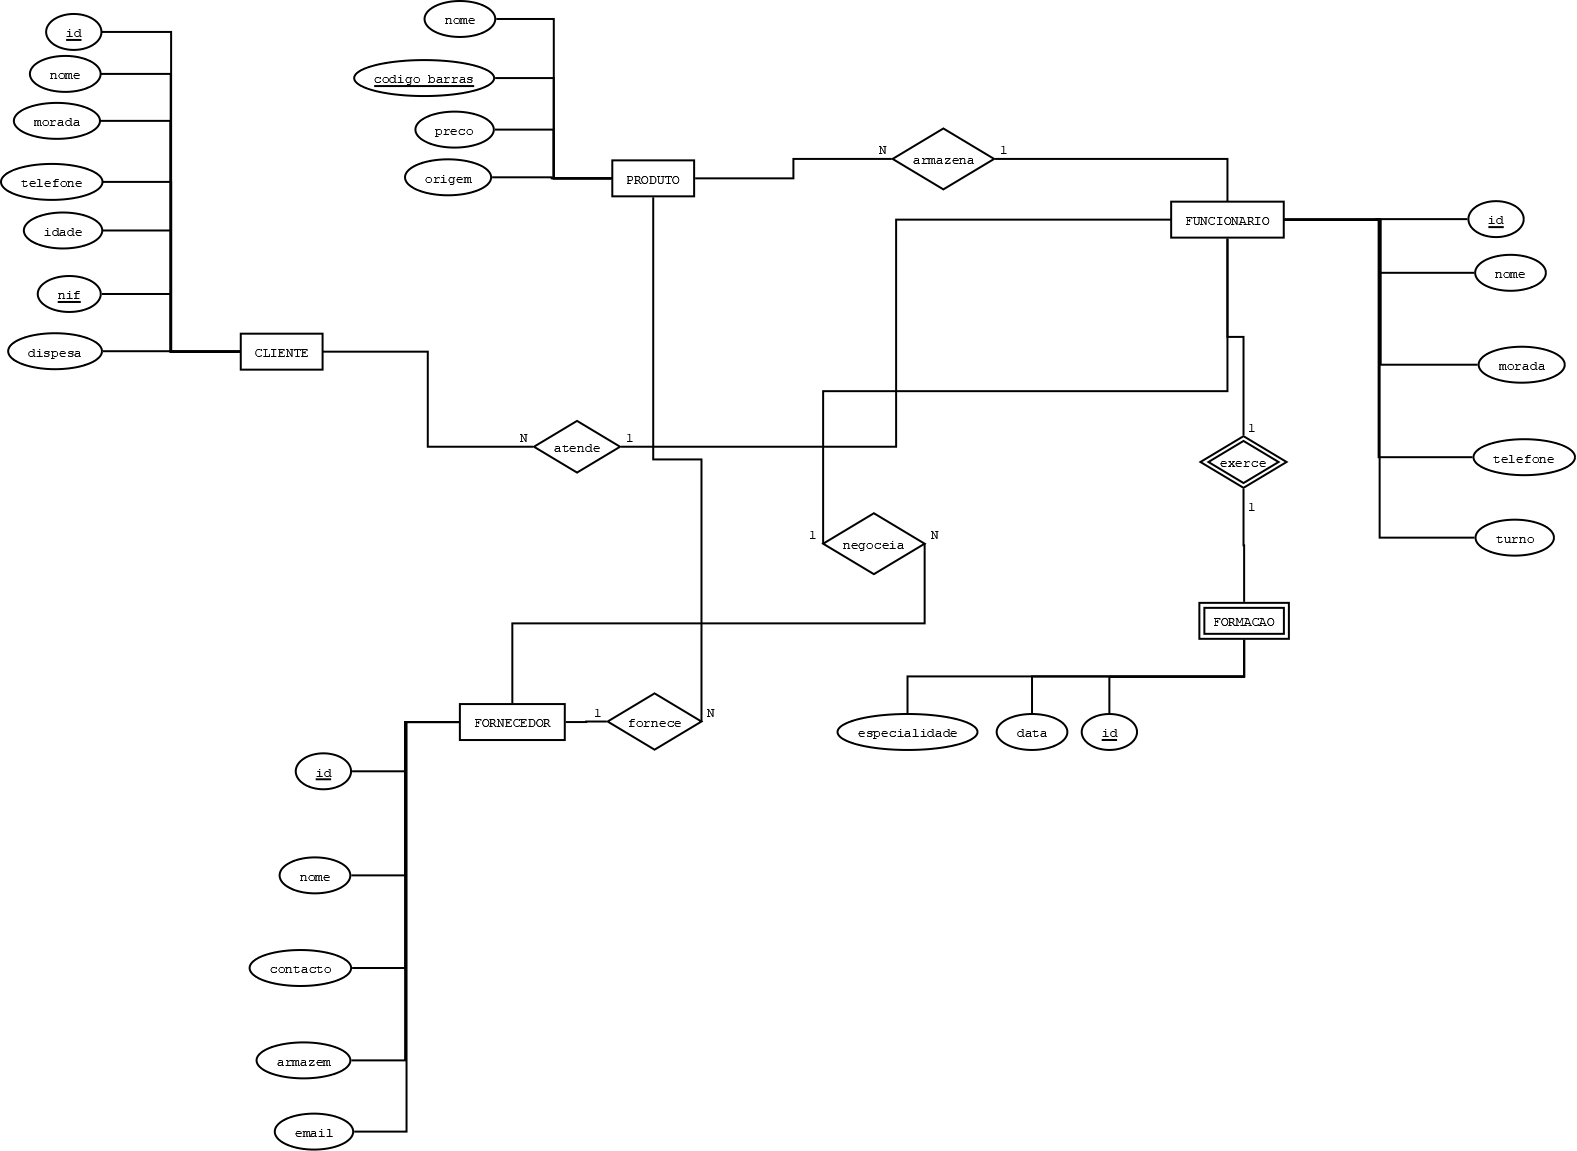 nome
id
nome
codigo barras
morada
preco
armazena
N
1
origem
PRODUTO
telefone
FUNCIONARIO
id
idade
nome
nif
dispesa
CLIENTE
morada
N
atende
1
1
exerce
telefone
1
1
negoceia
N
turno
FORMACAO
FORNECEDOR
1
fornece
N
especialidade
data
id
id
nome
contacto
armazem
email